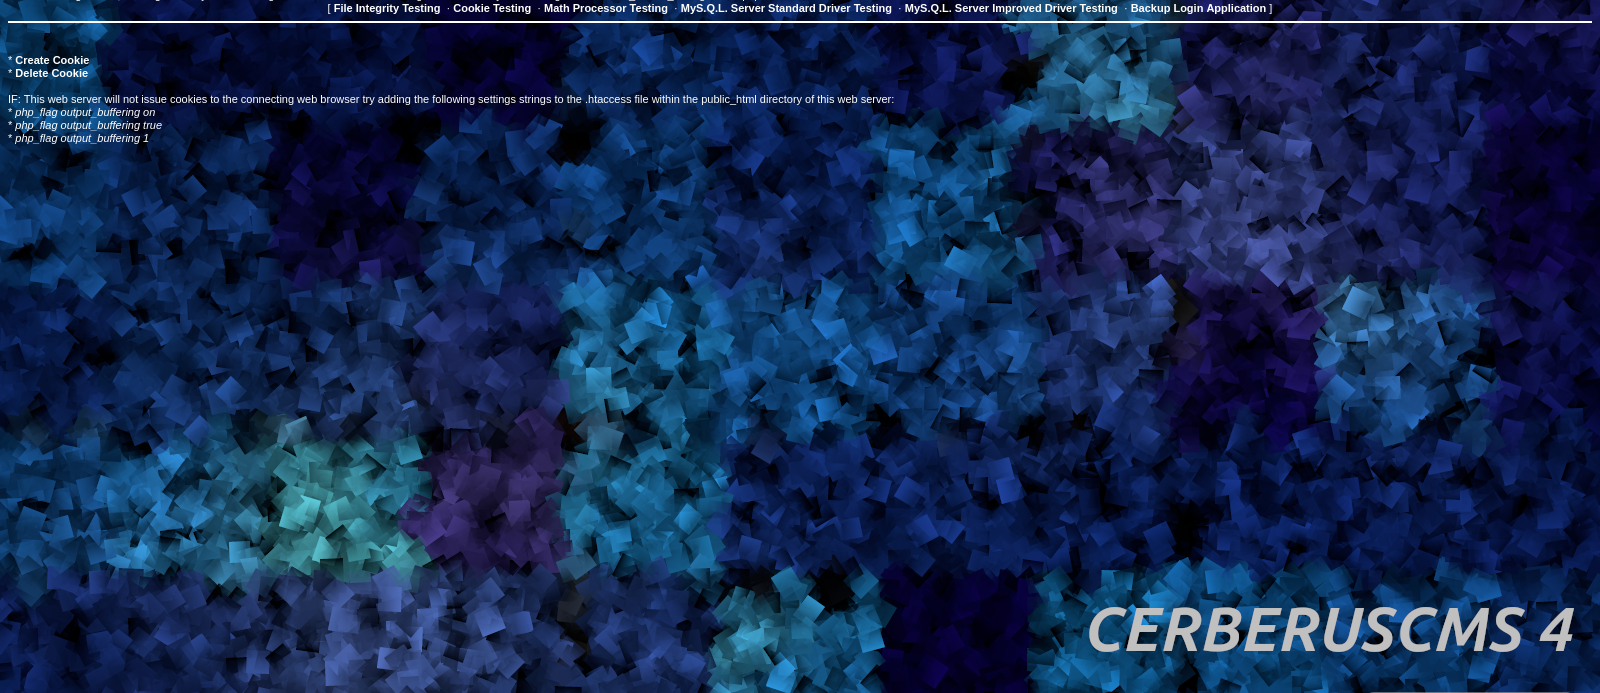 [ File Integrity Testing · Cookie Testing · Math Processor Testing · MyS.Q.L. Server Standard Driver Testing · MyS.Q.L. Server Improved Driver Testing · Backup Login Application ]
* Create Cookie
* Delete Cookie
IF: This web server will not issue cookies to the connecting web browser try adding the following settings strings to the .htaccess file within the public_html directory of this web server:
* php_flag output_buffering on
* php_flag output_buffering true
* php_flag output_buffering 1
CERBERUSCMS 4